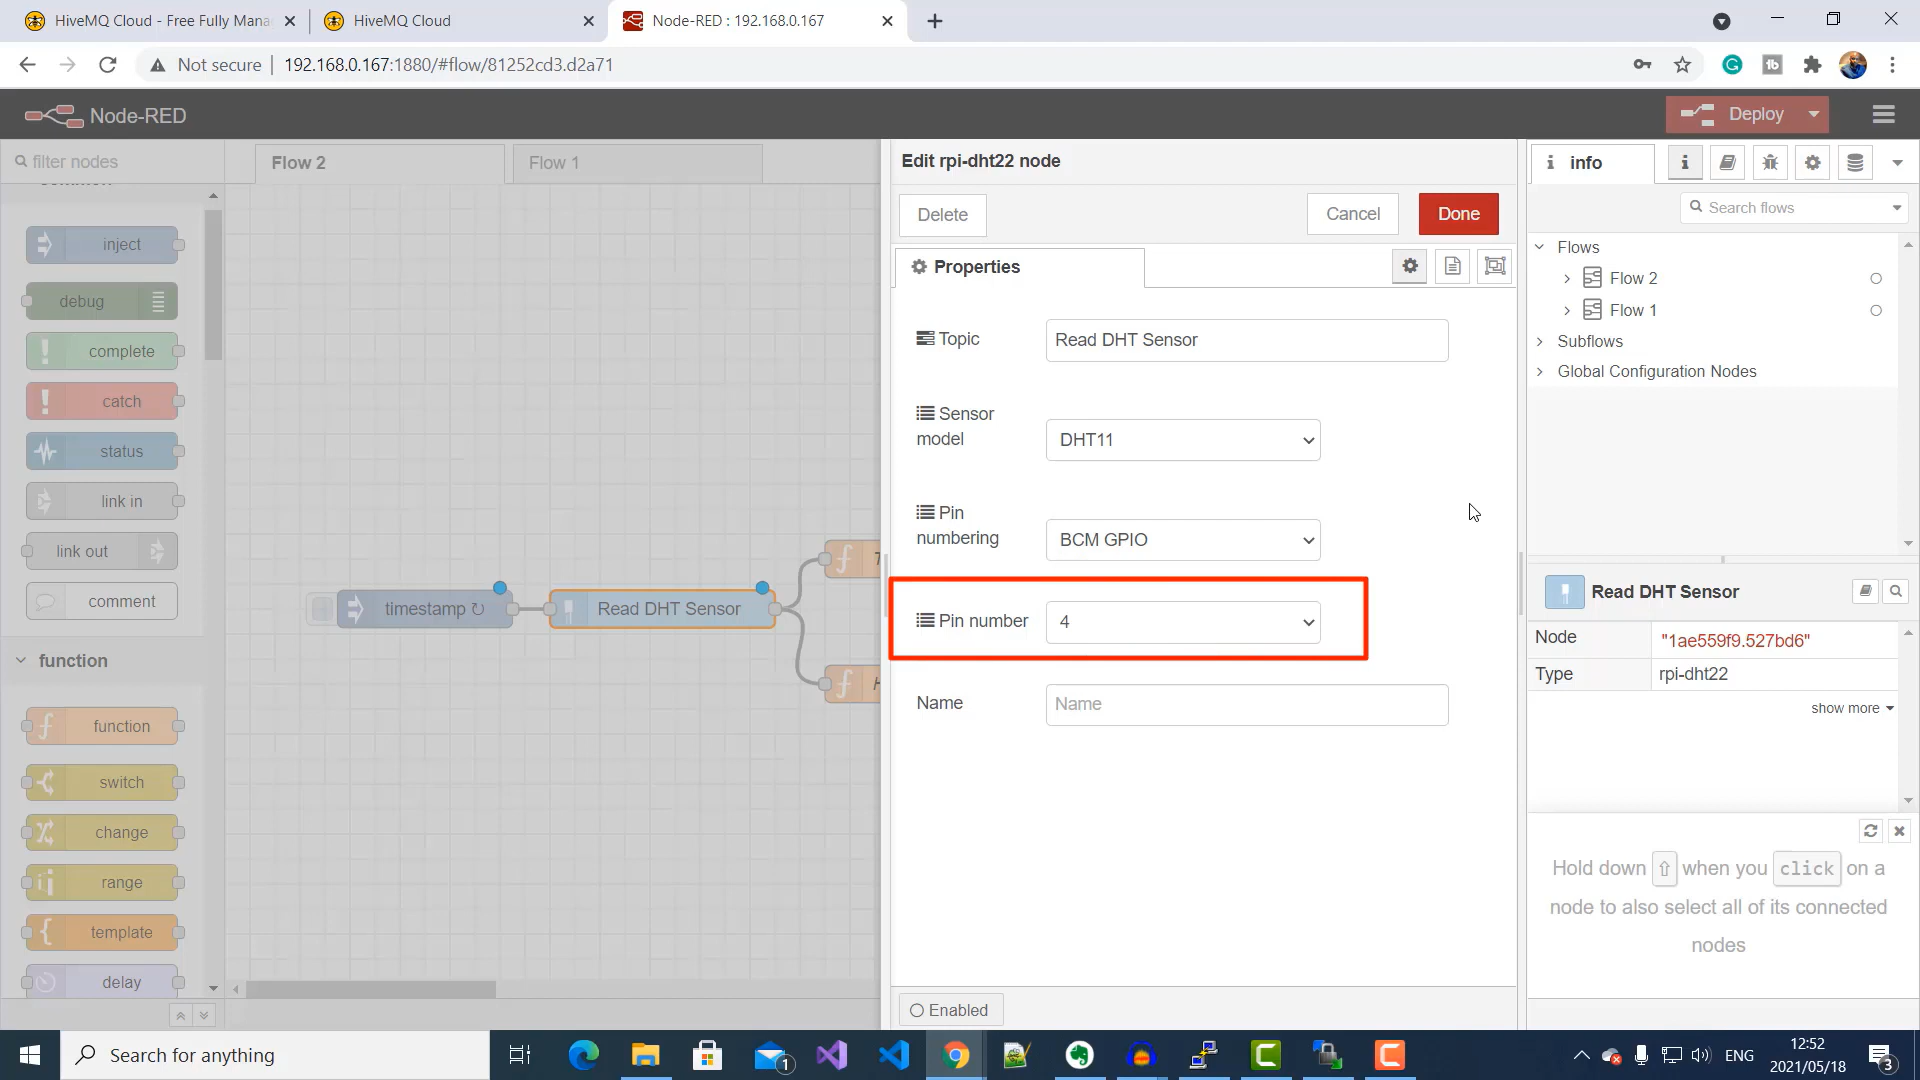 HiveMQ Cloud - Free Fully Mana
HiveMQ Cloud
Node-RED : 192.168.0.167
Not secure
192.168.0.167:1880/#flow/81252cd3.d2a71
Node-RED
Deploy
filter nodes
Flow 2
Flow 1
Edit rpi-dht22 node
info
Delete
Cancel
Done
Search flows
inject
debug
complete
catch
status
link in
link out
comment
function
function
switch
change
range
template
delay
timestamp ↻
Read DHT Sensor
Properties
Topic
Read DHT Sensor
Sensor model
DHT11
Pin numbering
BCM GPIO
Pin number
4
Name
Name
Enabled
Flows
Flow 2
Flow 1
Subflows
Global Configuration Nodes
Read DHT Sensor
Node
"1ae559f9.527bd6"
Type
rpi-dht22
show more
Hold down ⇧ when you click on a
node to also select all of its connected
nodes
Search for anything
1
ENG
12:52
2021/05/18
3